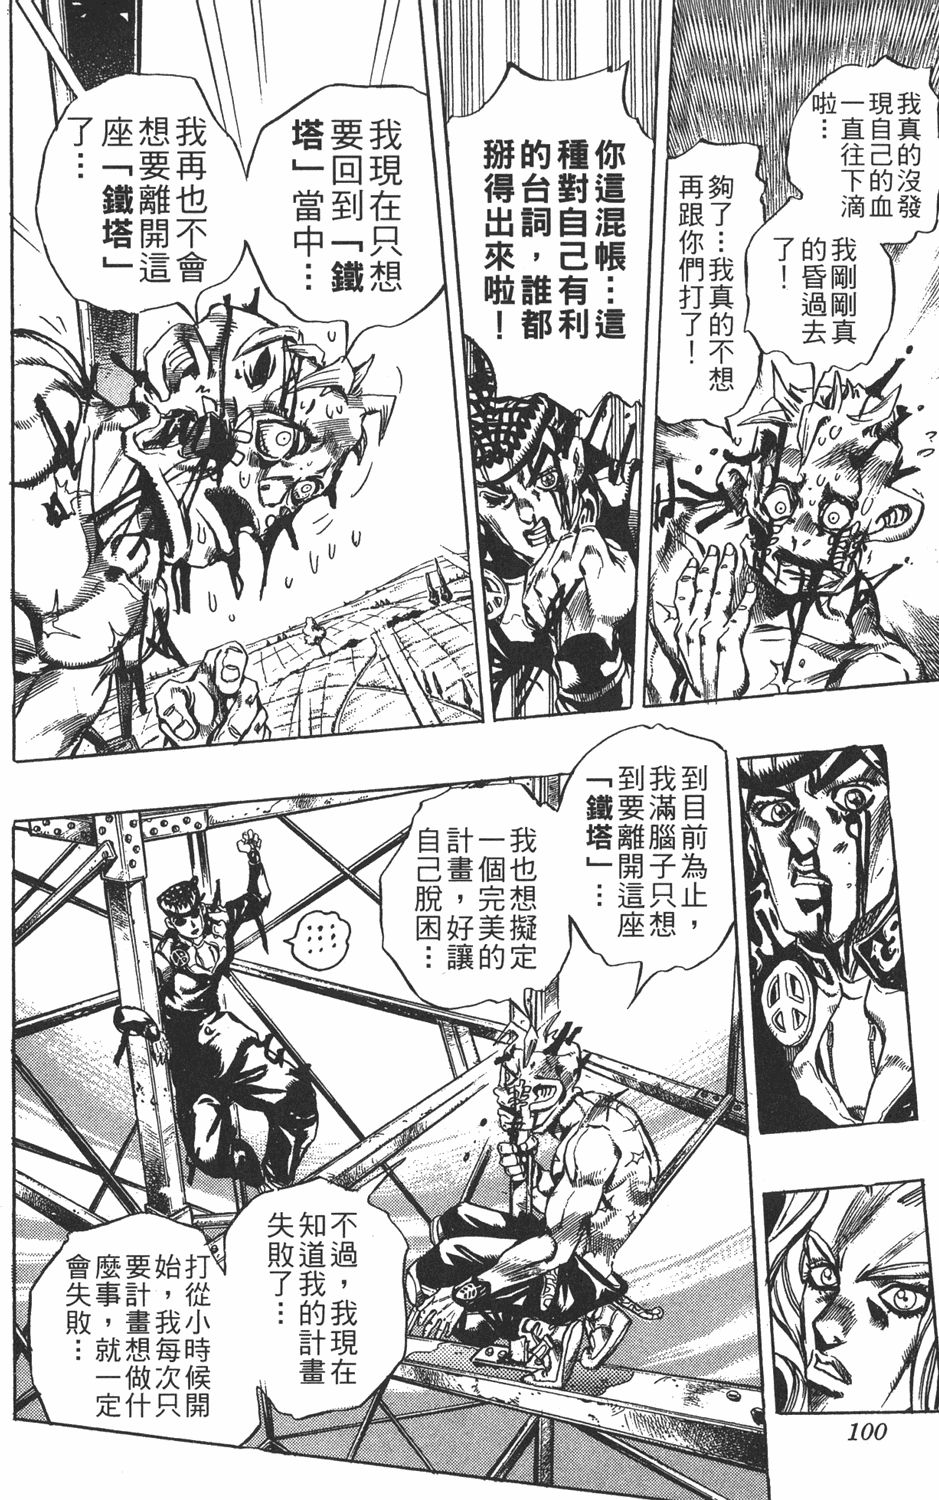 我真的沒發
現自己的血
一直往下滴
啦…
我剛剛真
的昏過去
了！
夠了…我真的不想
再跟你們打了！
你這混帳…這
種對自己有利
的台詞，誰都
掰得出來啦！
我現在只想
要回到「鐵
塔」當中…
我再也不會
想要離開這
座「鐵塔」
了…
到目前為止，
我滿腦子只想
到要離開這座
「鐵塔」…
我也想擬定
一個完美的
計畫，好讓
自己脫困…
……
不過，我現在
知道我的計畫
失敗了…
打從小時候開
始，我每次只
要計畫想做什
麼事，就一定
會失敗…
100